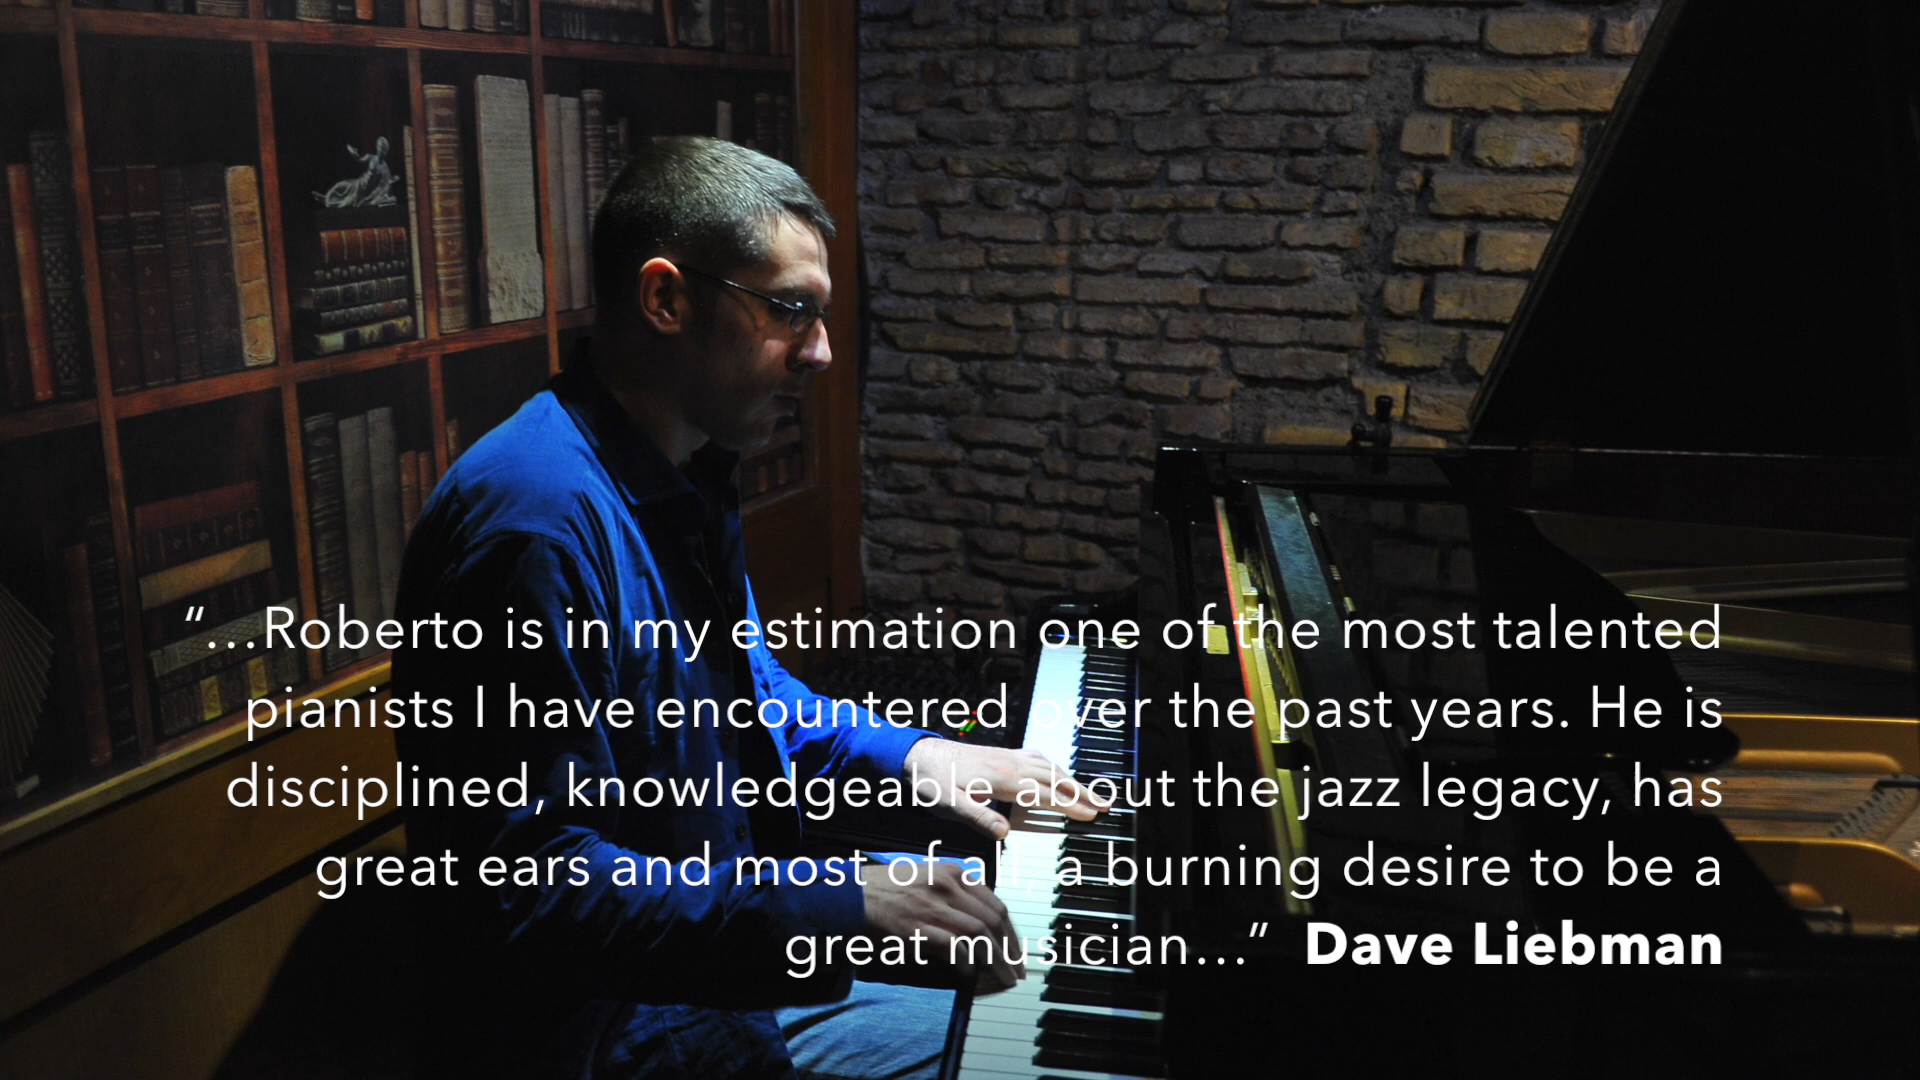 “…Roberto is in my estimation one of the most talented
pianists I have encountered over the past years. He is
disciplined, knowledgeable about the jazz legacy, has
great ears and most of all, a burning desire to be a
great musician…” Dave Liebman